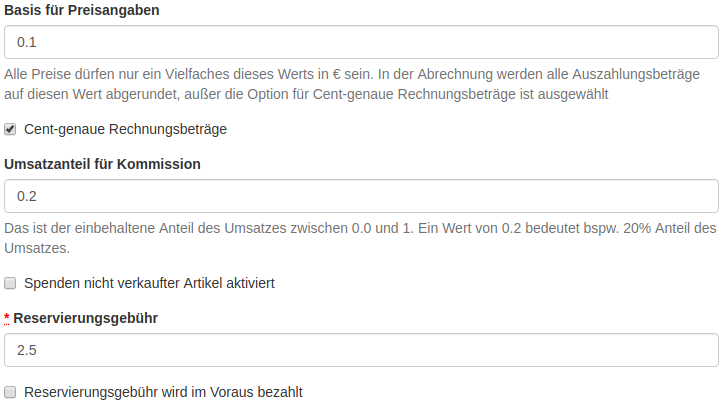 Basis für Preisangaben
0.1
Alle Preise dürfen nur ein Vielfaches dieses Werts in € sein. In der Abrechnung werden alle Auszahlungsbeträge
auf diesen Wert abgerundet, außer die Option für Cent-genaue Rechnungsbeträge ist ausgewählt
Cent-genaue Rechnungsbeträge
Umsatzanteil für Kommission
0.2
Das ist der einbehaltene Anteil des Umsatzes zwischen 0.0 und 1. Ein Wert von 0.2 bedeutet bspw. 20% Anteil des
Umsatzes.
Spenden nicht verkaufter Artikel aktiviert
* Reservierungsgebühr
2.5
Reservierungsgebühr wird im Voraus bezahlt